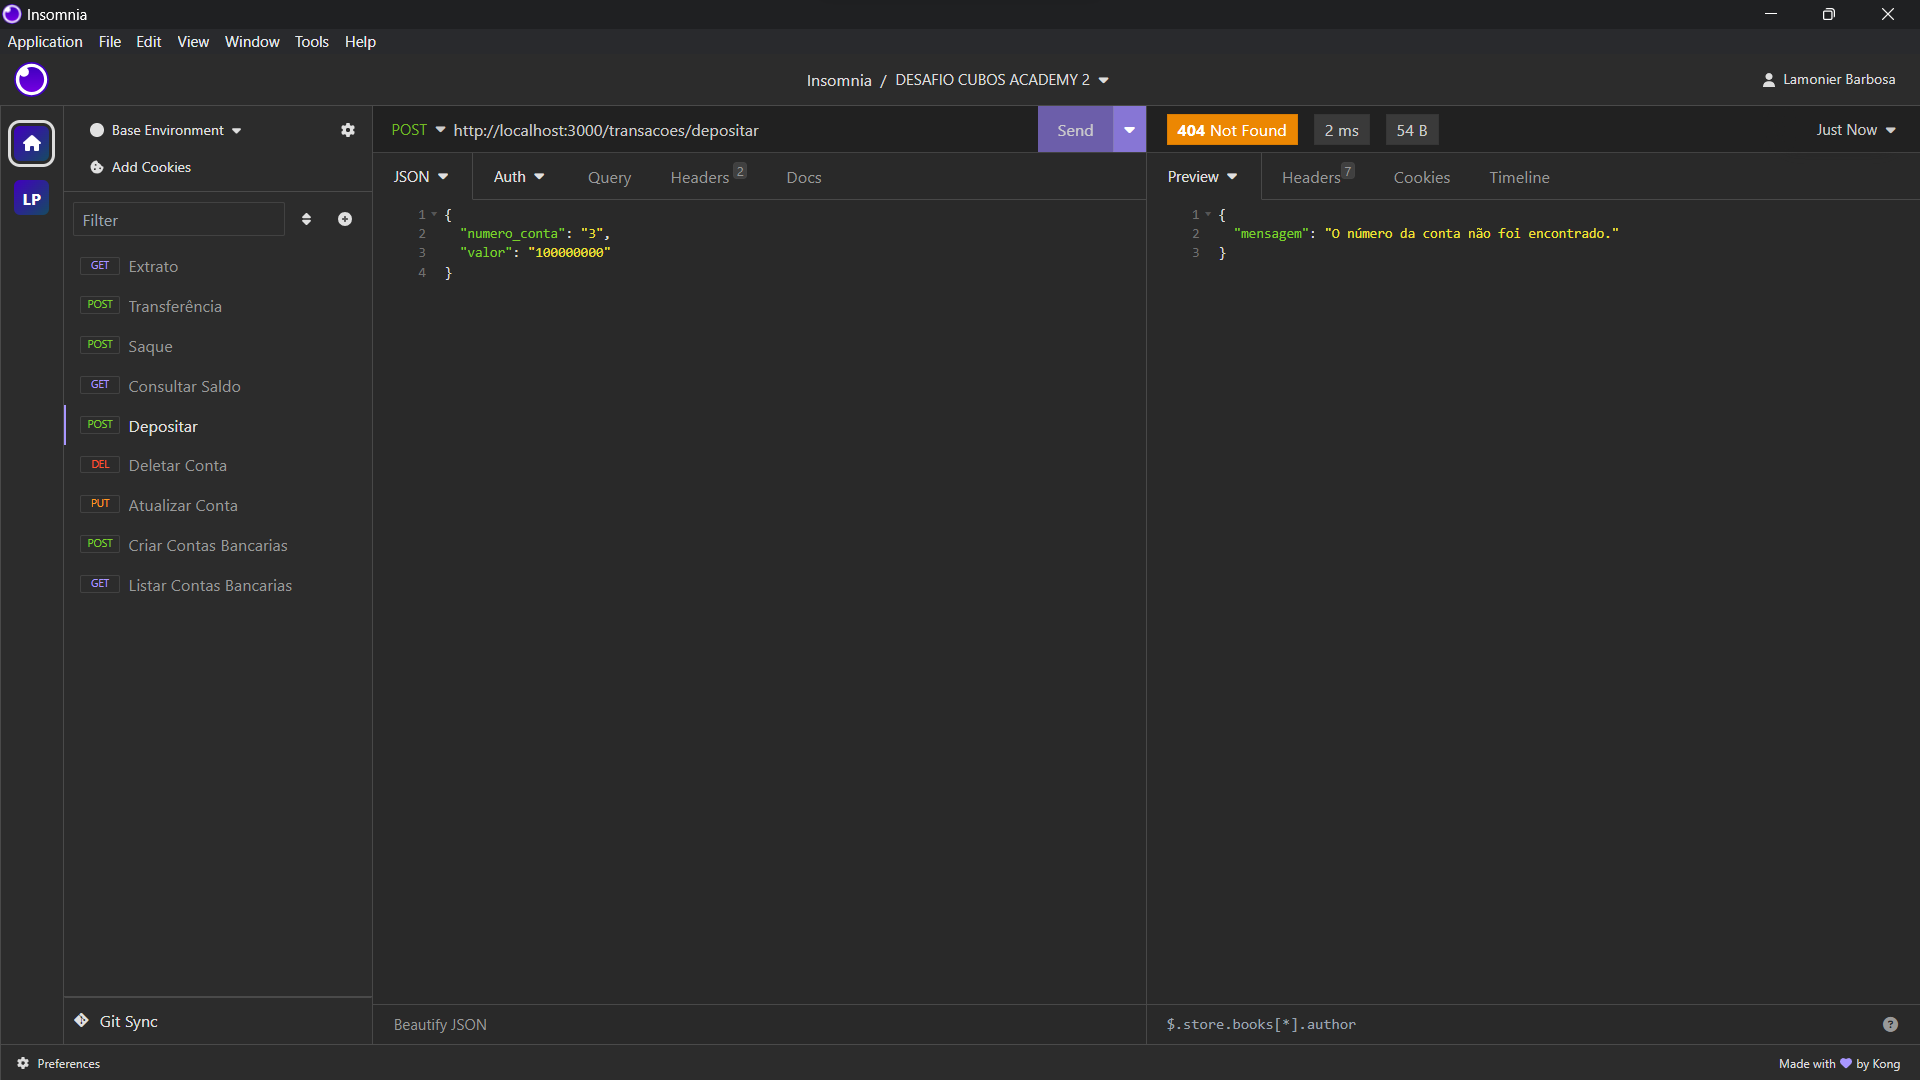 Insomnia
Application File Edit View Window Tools Help
Insomnia / DESAFIO CUBOS ACADEMY 2
Lamonier Barbosa
LP
Base Environment
Add Cookies
Filter
GET Extrato
POST Transferência
POST Saque
GET Consultar Saldo
POST Depositar
DEL Deletar Conta
PUT Atualizar Conta
POST Criar Contas Bancarias
GET Listar Contas Bancarias
Git Sync
POST http://localhost:3000/transacoes/depositar Send
JSON Auth Query Headers 2 Docs
1 {
2 "numero_conta": "3",
3 "valor": "100000000"
4 }
Beautify JSON
404 Not Found 2 ms 54 B Just Now
Preview Headers 7 Cookies Timeline
1 {
2 "mensagem": "O número da conta não foi encontrado."
3 }
$.store.books[*].author ?
Preferences
Made with 💜 by Kong